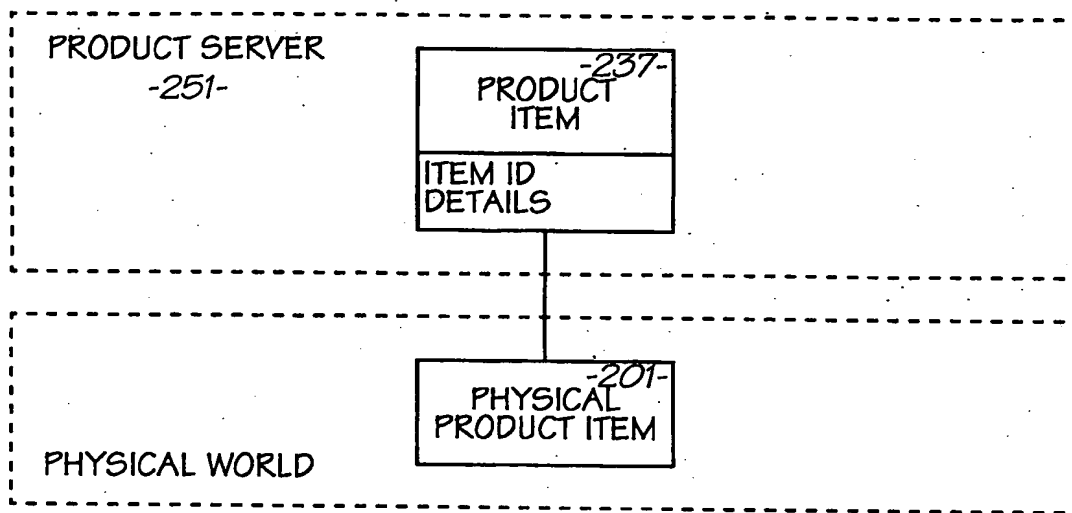 PRODUCT SERVER
-251-
-237-
PRODUCT
ITEM
ITEM ID
DETAILS
-201-
PHYSICAL
PRODUCT ITEM
PHYSICAL WORLD